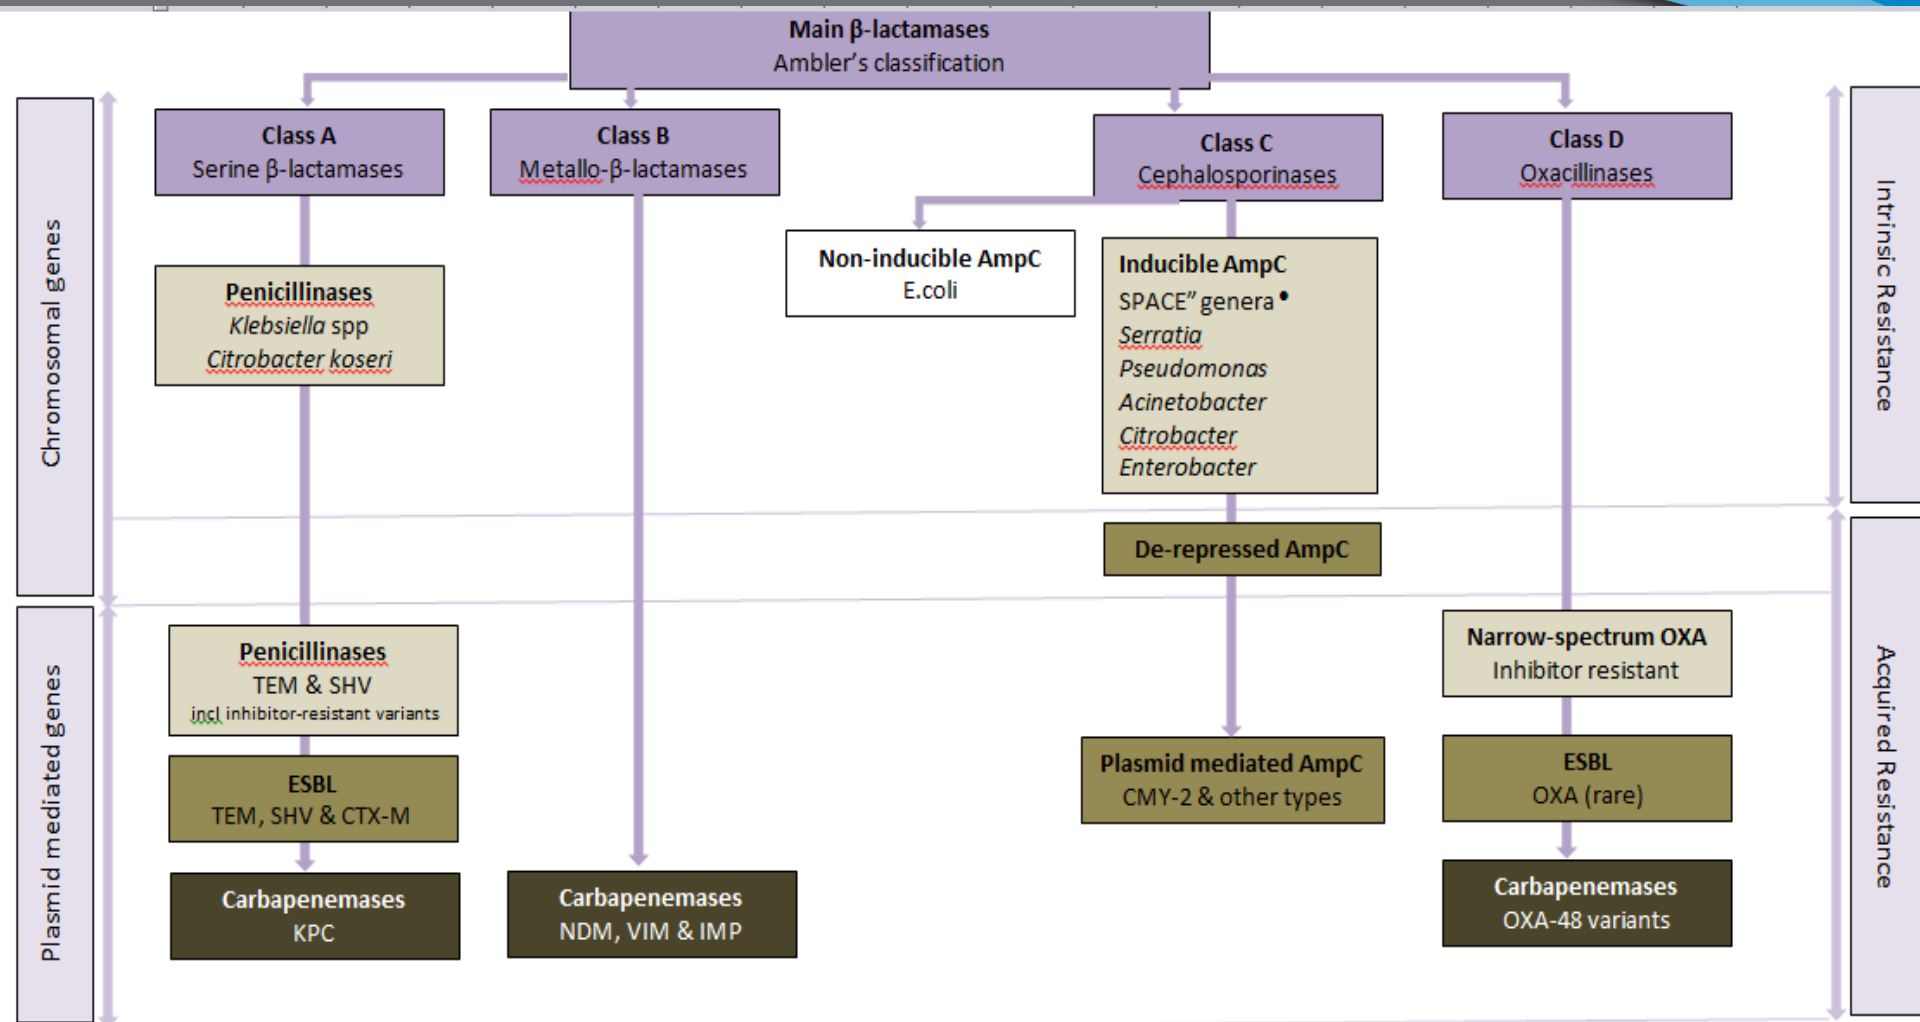 Main β-lactamases
Ambler's classification
Class A
Serine β-lactamases
Class B
Metallo-β-lactamases
Class C
Cephalosporinases
Class D
Oxacillinases
Chromosomal genes
Intrinsic Resistance
Penicillinases
Klebsiella spp
Citrobacter koseri
Non-inducible AmpC
E.coli
Inducible AmpC
SPACE” genera•
Serratia
Pseudomonas
Acinetobacter
Citrobacter
Enterobacter
De-repressed AmpC
Plasmid mediated genes
Acquired Resistance
Penicillinases
TEM & SHV
incl inhibitor-resistant variants
ESBL
TEM, SHV & CTX-M
Carbapenemases
KPC
Carbapenemases
NDM, VIM & IMP
Plasmid mediated AmpC
CMY-2 & other types
Narrow-spectrum OXA
Inhibitor resistant
ESBL
OXA (rare)
Carbapenemases
OXA-48 variants